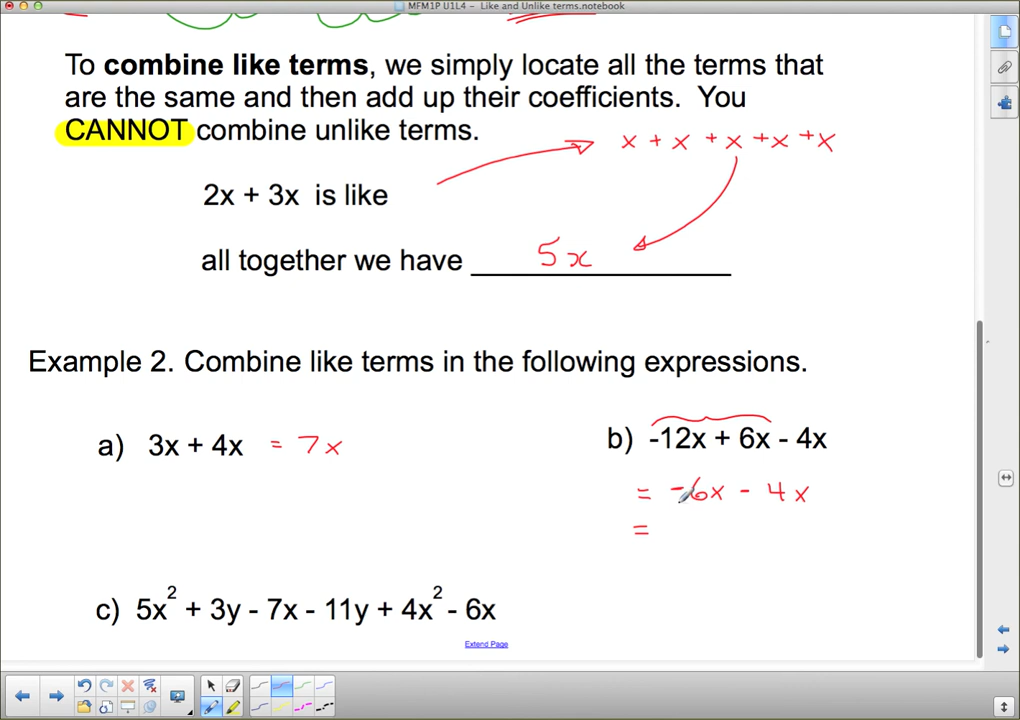 MFM1P U1L4 - Like and Unlike terms.notebook
To combine like terms, we simply locate all the terms that
are the same and then add up their coefficients. You
CANNOT combine unlike terms.
x + x + x + x + x
2x + 3x is like
all together we have 5x
Example 2. Combine like terms in the following expressions.
a) 3x + 4x = 7x
b) -12x + 6x - 4x
= -6x - 4x
=
c) 5x² + 3y - 7x - 11y + 4x² - 6x
Extend Page